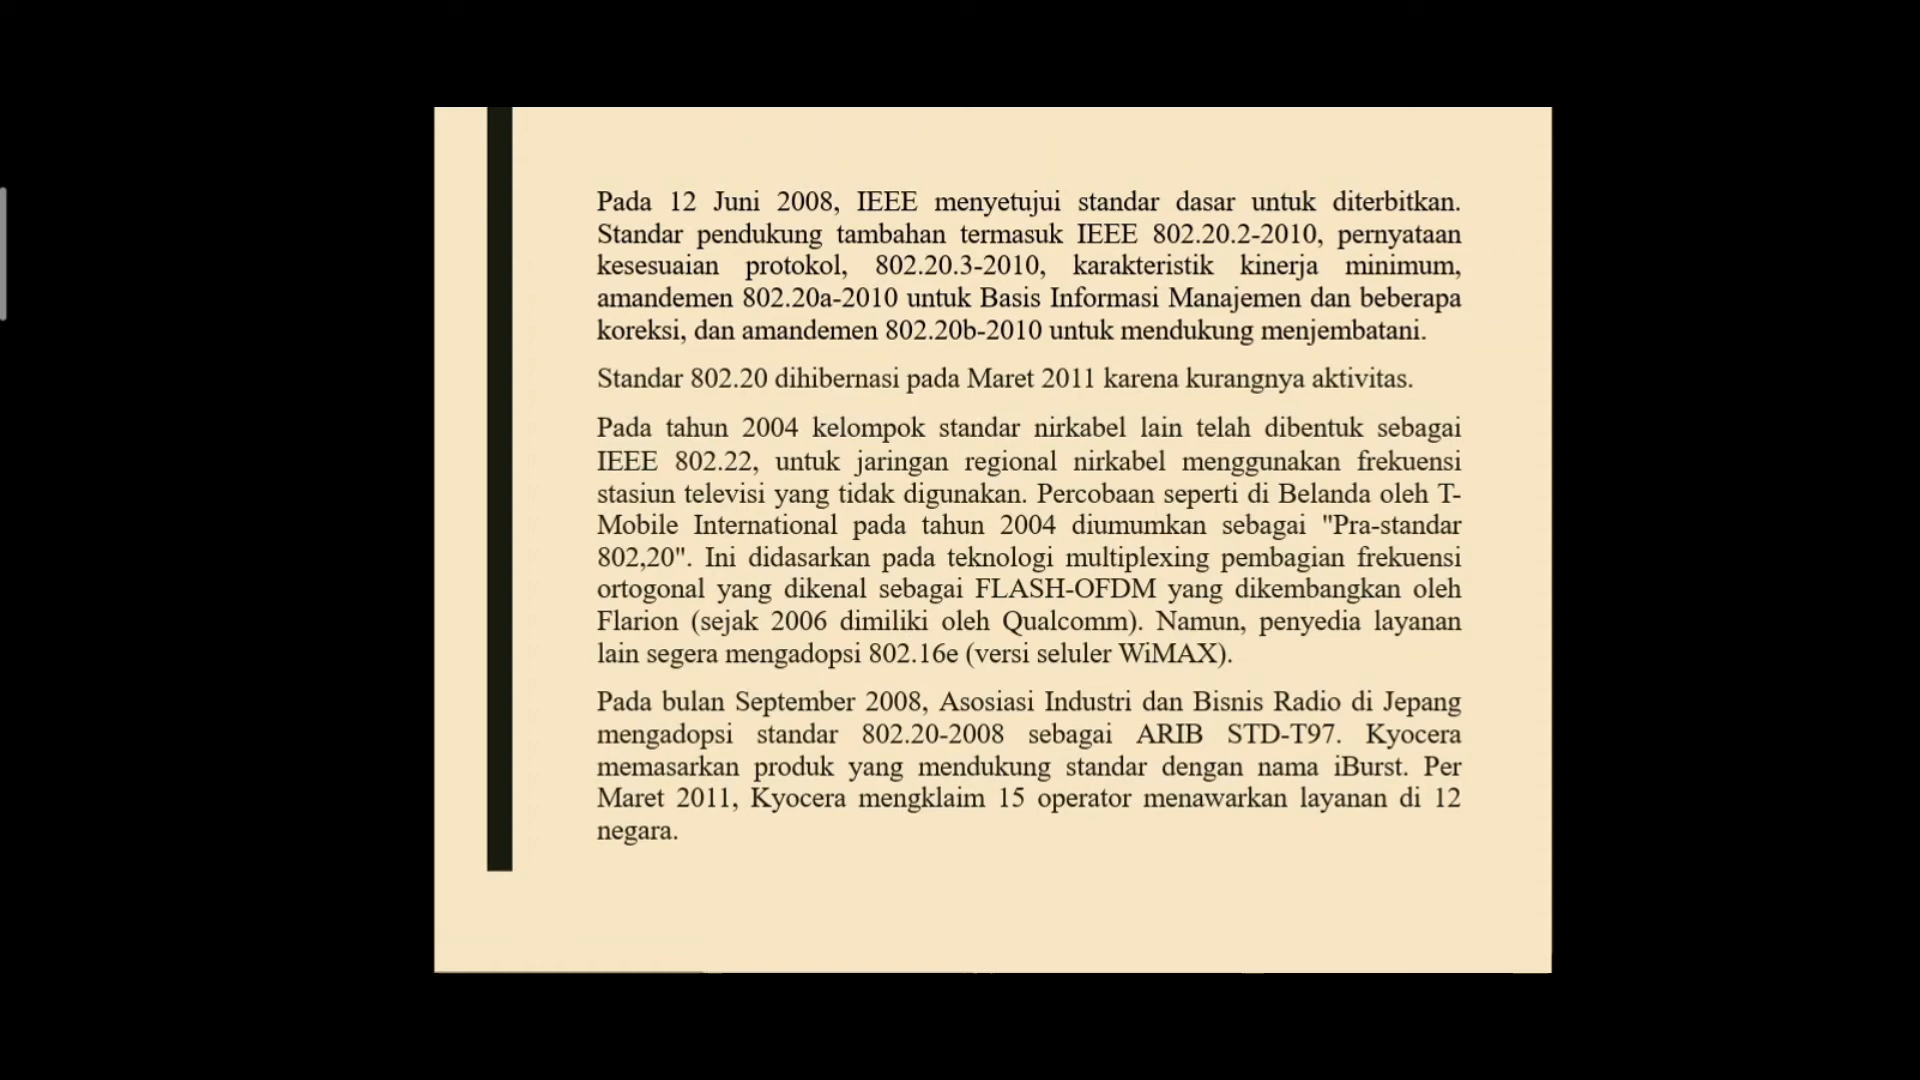 Pada 12 Juni 2008, IEEE menyetujui standar dasar untuk diterbitkan.
Standar pendukung tambahan termasuk IEEE 802.20.2-2010, pernyataan
kesesuaian protokol, 802.20.3-2010, karakteristik kinerja minimum,
amandemen 802.20a-2010 untuk Basis Informasi Manajemen dan beberapa
koreksi, dan amandemen 802.20b-2010 untuk mendukung menjembatani.
Standar 802.20 dihibernasi pada Maret 2011 karena kurangnya aktivitas.
Pada tahun 2004 kelompok standar nirkabel lain telah dibentuk sebagai
IEEE 802.22, untuk jaringan regional nirkabel menggunakan frekuensi
stasiun televisi yang tidak digunakan. Percobaan seperti di Belanda oleh T-
Mobile International pada tahun 2004 diumumkan sebagai "Pra-standar
802,20". Ini didasarkan pada teknologi multiplexing pembagian frekuensi
ortogonal yang dikenal sebagai FLASH-OFDM yang dikembangkan oleh
Flarion (sejak 2006 dimiliki oleh Qualcomm). Namun, penyedia layanan
lain segera mengadopsi 802.16e (versi seluler WiMAX).
Pada bulan September 2008, Asosiasi Industri dan Bisnis Radio di Jepang
mengadopsi standar 802.20-2008 sebagai ARIB STD-T97. Kyocera
memasarkan produk yang mendukung standar dengan nama iBurst. Per
Maret 2011, Kyocera mengklaim 15 operator menawarkan layanan di 12
negara.